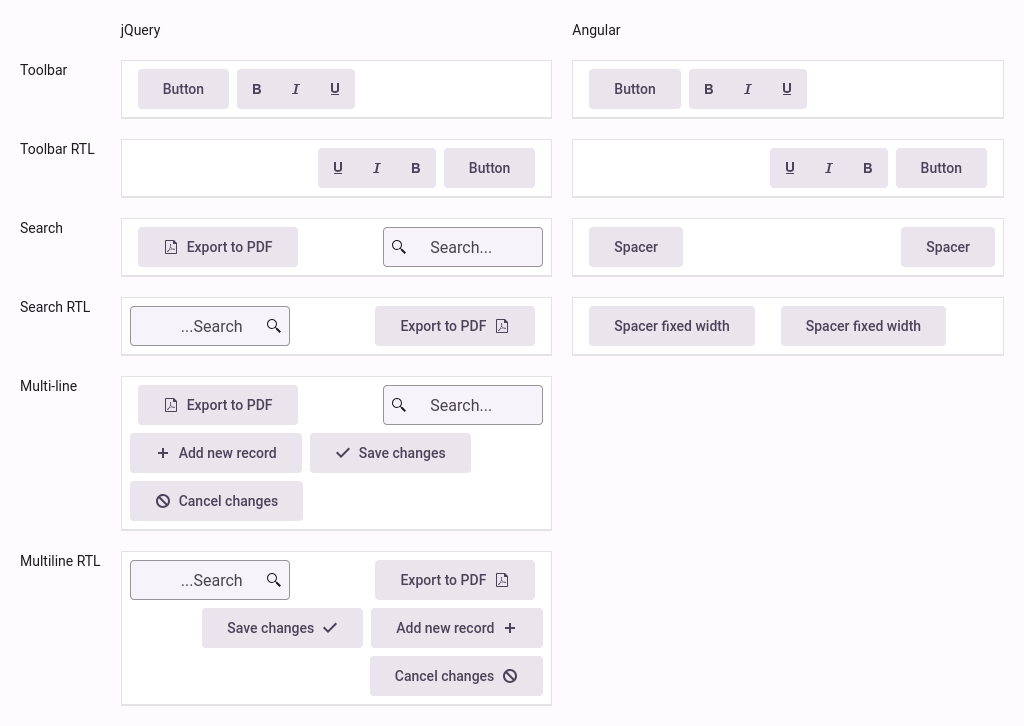 jQuery Angular
Toolbar Button B I U Button B I U
Toolbar RTL U I B Button U I B Button
Search Export to PDF Search... Spacer Spacer
Search RTL ...Search Export to PDF Spacer fixed width Spacer fixed width
Multi-line Export to PDF Search...
Add new record Save changes
Cancel changes
Multiline RTL ...Search Export to PDF
Save changes Add new record
Cancel changes